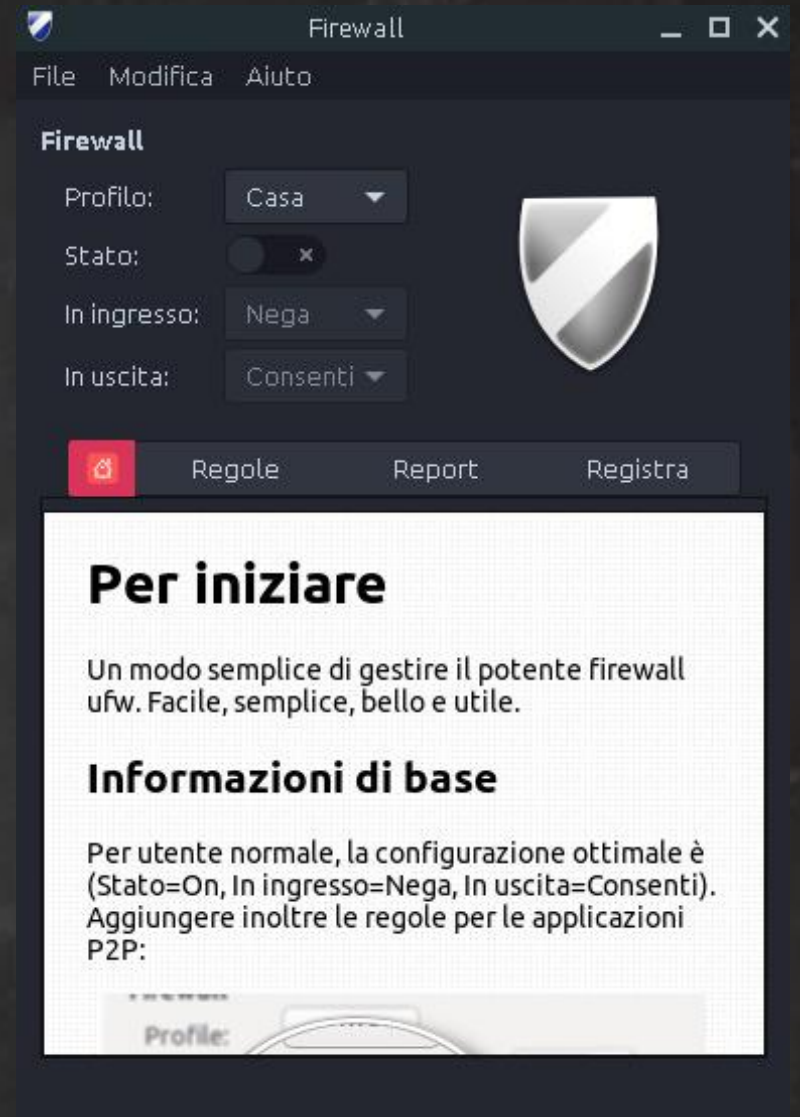 Firewall
File Modifica Aiuto
Firewall
Profilo: Casa
Stato:
In ingresso: Nega
In uscita: Consenti
Regole Report Registra
Per iniziare
Un modo semplice di gestire il potente firewall
ufw. Facile, semplice, bello e utile.
Informazioni di base
Per utente normale, la configurazione ottimale è
(Stato=On, In ingresso=Nega, In uscita=Consenti).
Aggiungere inoltre le regole per le applicazioni
P2P:
Profile: